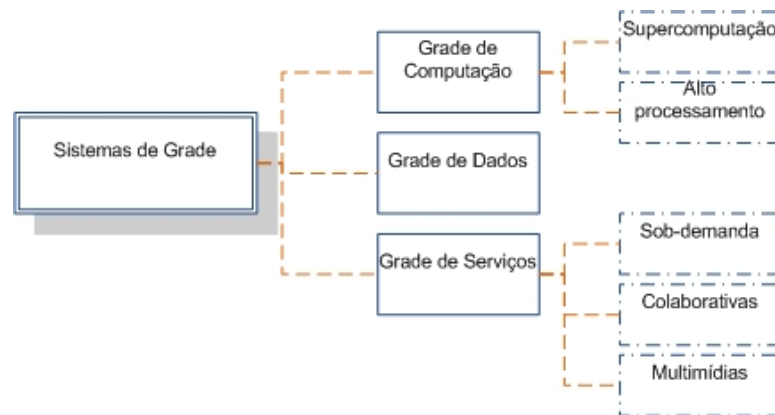 Sistemas de Grade
Grade de
Computação
Supercomputação
Alto
processamento
Grade de Dados
Grade de Serviços
Sob-demanda
Colaborativas
Multimídias